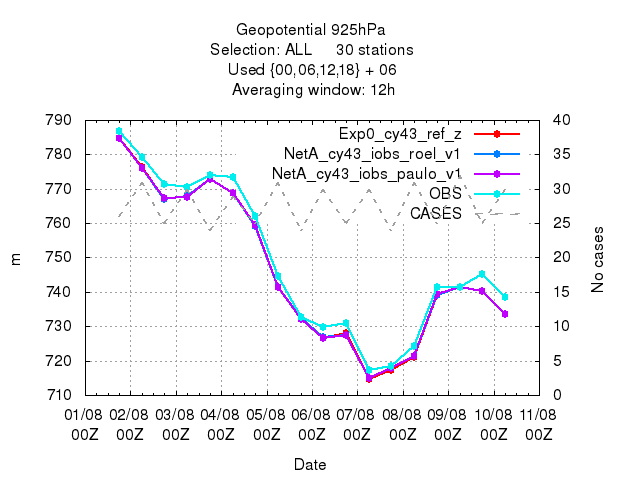 Geopotential 925hPa
Selection: ALL 30 stations
Used {00,06,12,18} + 06
Averaging window: 12h
790 40
Exp0_cy43_ref_z
780 35
NetA_cy43_iobs_roel_v1
NetA_cy43_iobs_paulo_v1
770 30
OBS
CASES
760 25
m
750 20
No cases
740 15
730 10
720 5
710 0
01/08 02/08 03/08 04/08 05/08 06/08 07/08 08/08 09/08 10/08 11/08
00Z 00Z 00Z 00Z 00Z 00Z 00Z 00Z 00Z 00Z 00Z
Date